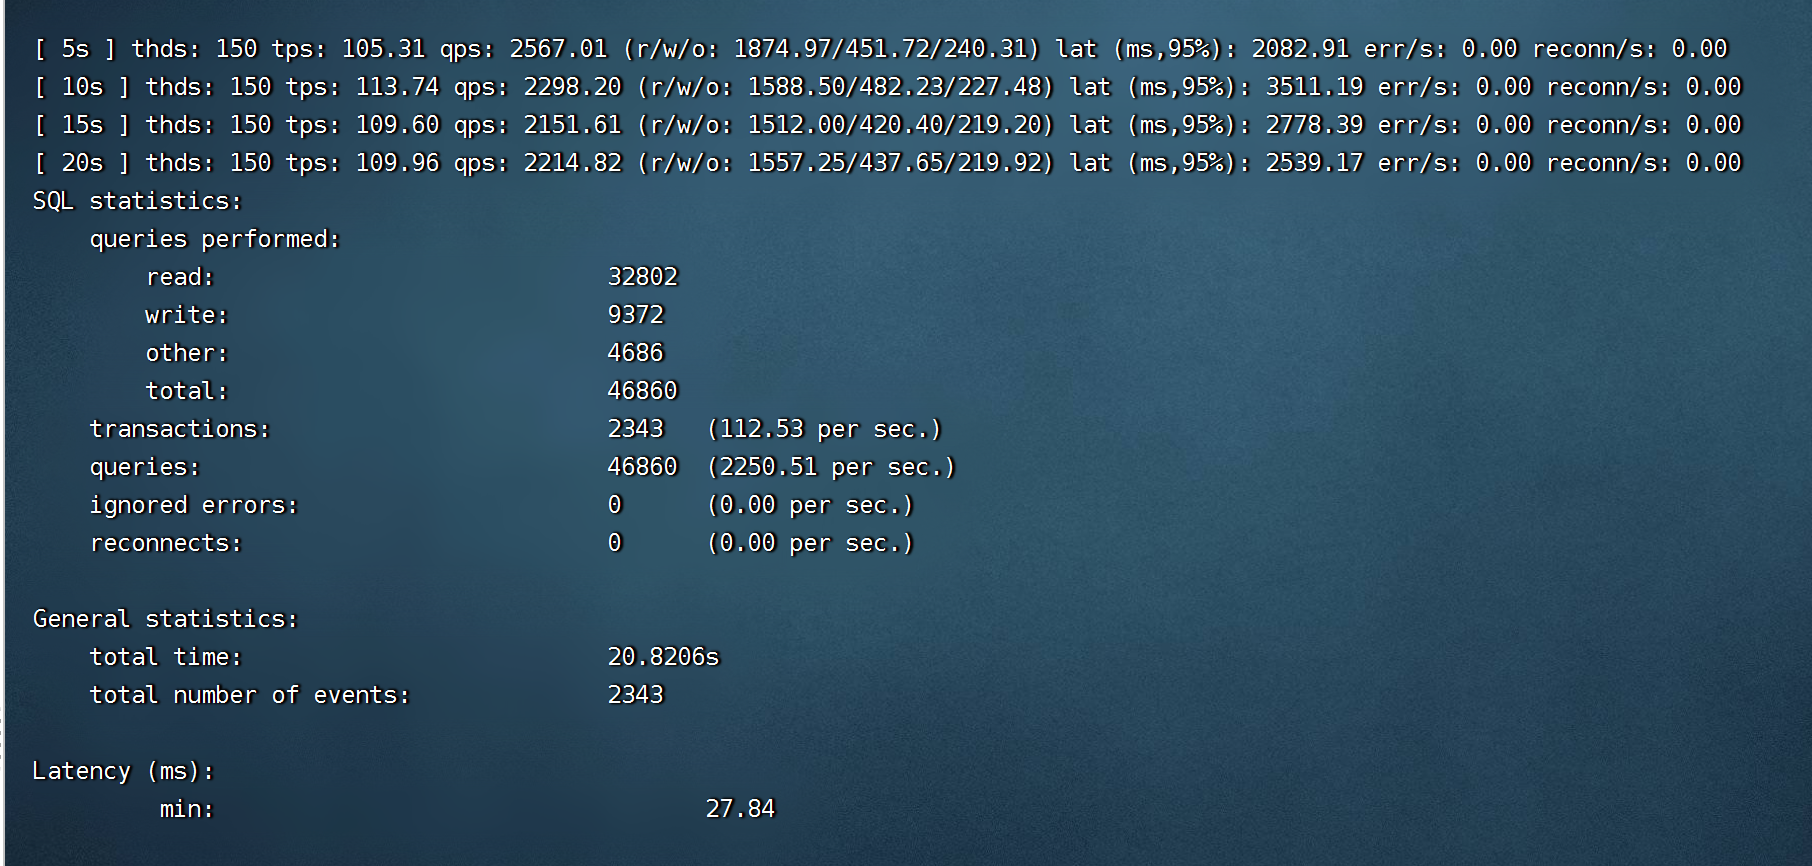 [ 5s ] thds: 150 tps: 105.31 qps: 2567.01 (r/w/o: 1874.97/451.72/240.31) lat (ms,95%): 2082.91 err/s: 0.00 reconn/s: 0.00
[ 10s ] thds: 150 tps: 113.74 qps: 2298.20 (r/w/o: 1588.50/482.23/227.48) lat (ms,95%): 3511.19 err/s: 0.00 reconn/s: 0.00
[ 15s ] thds: 150 tps: 109.60 qps: 2151.61 (r/w/o: 1512.00/420.40/219.20) lat (ms,95%): 2778.39 err/s: 0.00 reconn/s: 0.00
[ 20s ] thds: 150 tps: 109.96 qps: 2214.82 (r/w/o: 1557.25/437.65/219.92) lat (ms,95%): 2539.17 err/s: 0.00 reconn/s: 0.00
SQL statistics:
    queries performed:
        read:                            32802
        write:                           9372
        other:                           4686
        total:                           46860
    transactions:                        2343   (112.53 per sec.)
    queries:                             46860  (2250.51 per sec.)
    ignored errors:                      0      (0.00 per sec.)
    reconnects:                          0      (0.00 per sec.)
General statistics:
    total time:                          20.8206s
    total number of events:              2343
Latency (ms):
         min:                                   27.84